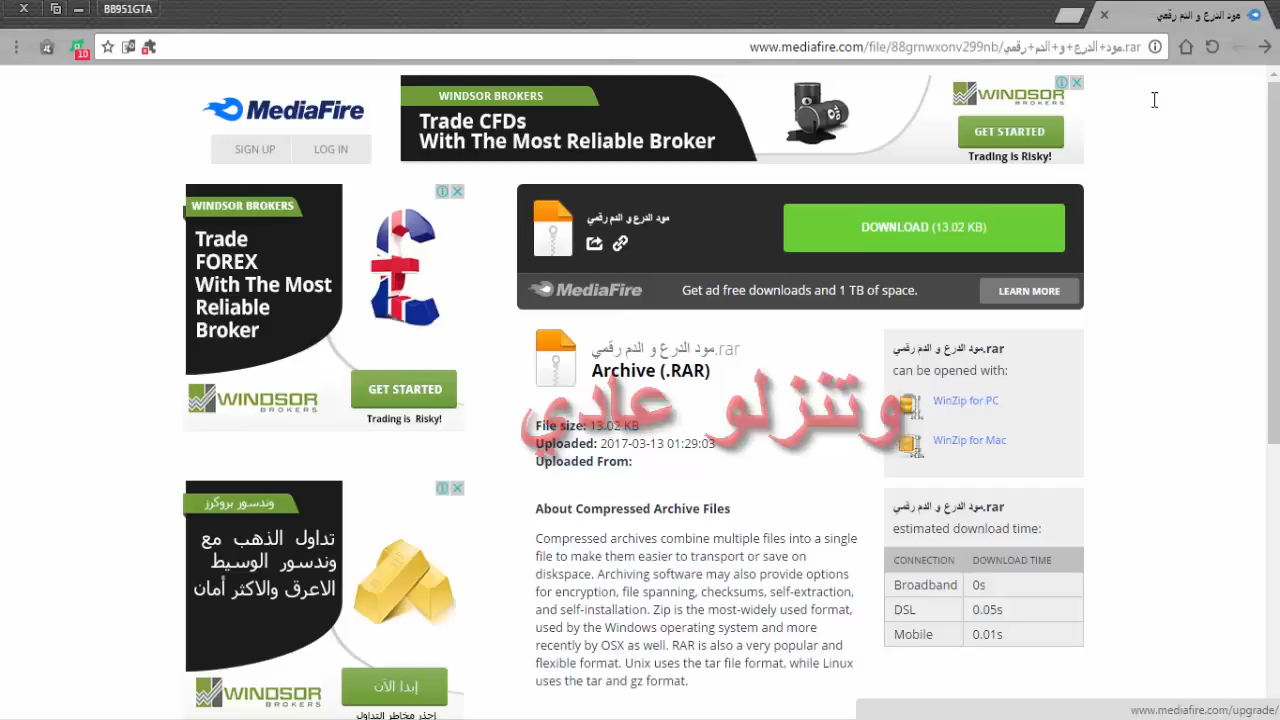 BB951GTA
مود الدرع و الدم رقمي
10
www.mediafire.com/file/88grnwxonv299nb/مود+الدرع+و+الدم+رقمي.rar
MediaFire
SIGN UP
LOG IN
WINDSOR BROKERS
Trade CFDs
With The Most Reliable Broker
OIL
WINDSOR
BROKERS
GET STARTED
Trading is Risky!
WINDSOR BROKERS
Trade
FOREX
With The Most
Reliable
Broker
WINDSOR
BROKERS
GET STARTED
Trading is Risky!
مود الدرع و الدم رقمي
DOWNLOAD (13.02 KB)
MediaFire
Get ad free downloads and 1 TB of space.
LEARN MORE
مود الدرع و الدم رقمي.rar
Archive (.RAR)
وتنزلو عادي
File size: 13.02 KB
Uploaded: 2017-03-13 01:29:03
Uploaded From:
About Compressed Archive Files
Compressed archives combine multiple files into a single
file to make them easier to transport or save on
diskspace. Archiving software may also provide options
for encryption, file spanning, checksums, self-extraction,
and self-installation. Zip is the most-widely used format,
used by the Windows operating system and more
recently by OSX as well. RAR is also a very popular and
flexible format. Unix uses the tar file format, while Linux
uses the tar and gz format.
مود الدرع و الدم رقمي.rar
can be opened with:
WinZip for PC
WinZip for Mac
مود الدرع و الدم رقمي.rar
estimated download time:
CONNECTION DOWNLOAD TIME
Broadband 0s
DSL 0.05s
Mobile 0.01s
وندسور بروكرز
تداول الذهب مع
وندسور الوسيط
الاعرق والاكثر أمان
WINDSOR
BROKERS
إبدا الآن
إحذر مخاطر التداول
www.mediafire.com/upgrade/